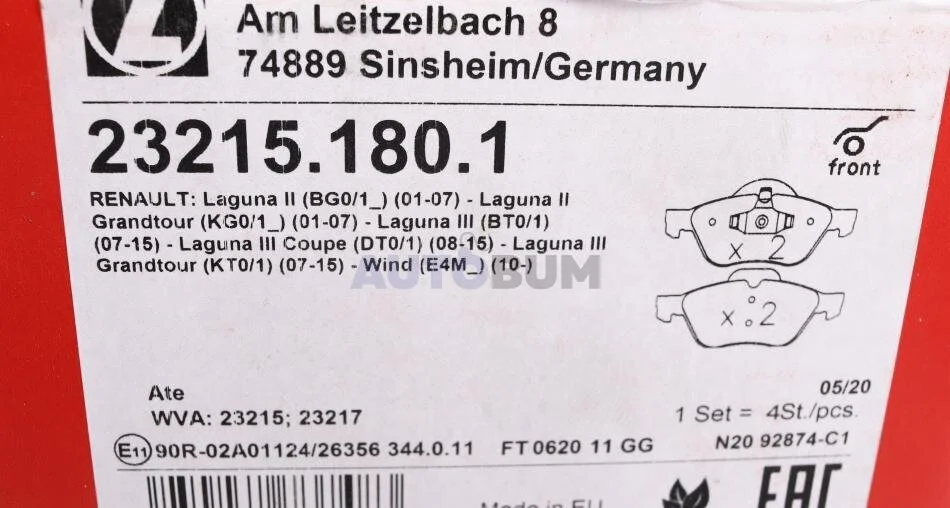 Am Leitzelbach 8
74889 Sinsheim/Germany
23215.180.1
front
RENAULT: Laguna II (BG0/1_) (01-07) - Laguna II
Grandtour (KG0/1_) (01-07) - Laguna III (BT0/1)
(07-15) - Laguna III Coupe (DT0/1) (08-15) - Laguna III
Grandtour (KT0/1) (07-15) - Wind (E4M_) (10-)
AUTOBUM
x 2
x 2
Ate
WVA: 23215; 23217
05/20
1 Set = 4St./pcs.
E11 90R-02A01124/26356 344.0.11 FT 0620 11 GG N20 92874-C1
Made in EU
EAC